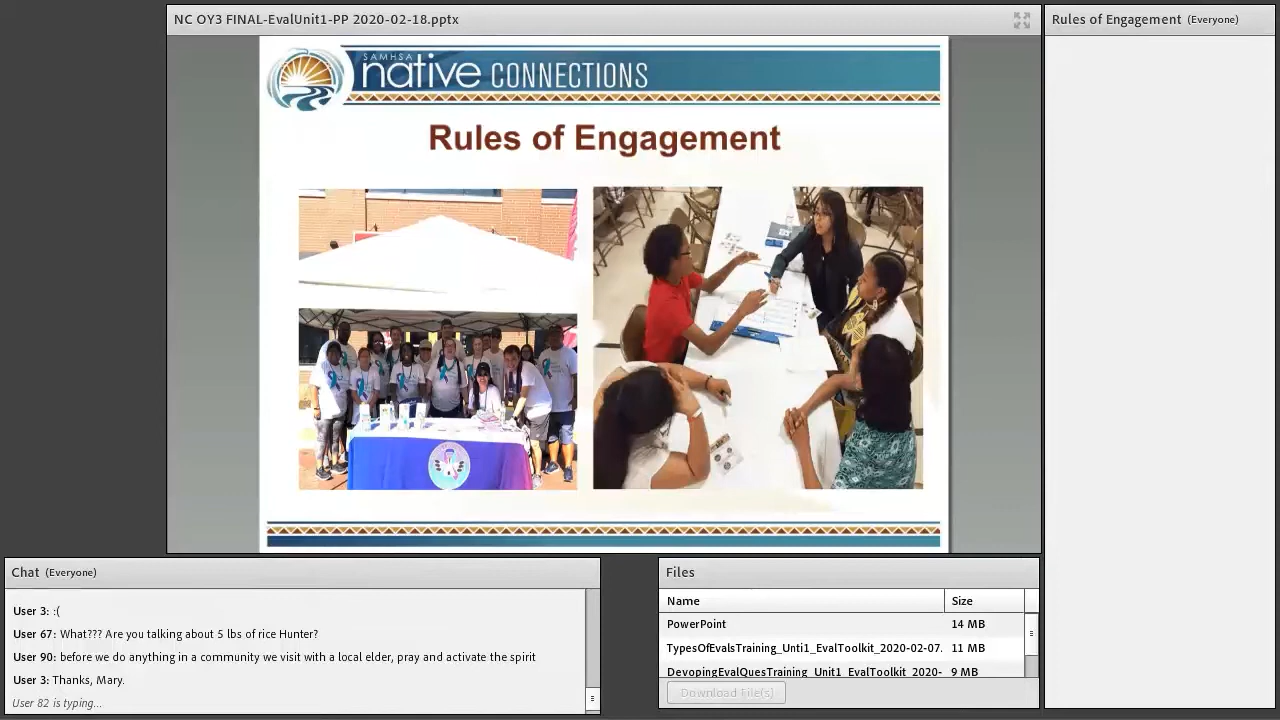 NC OY3 FINAL-EvalUnit1-PP 2020-02-18.pptx
SAMHSA
native CONNECTIONS
Rules of Engagement
Rules of Engagement (Everyone)
Chat (Everyone)
User 3: :(
User 67: What??? Are you talking about 5 lbs of rice Hunter?
User 90: before we do anything in a community we visit with a local elder, pray and activate the spirit
User 3: Thanks, Mary.
User 82 is typing...
Files
Name Size
PowerPoint 14 MB
TypesOfEvalsTraining_Unti1_EvalToolkit_2020-02-07. 11 MB
DevopingEvalQuesTraining_Unit1_EvalToolkit_2020- 9 MB
Download File(s)